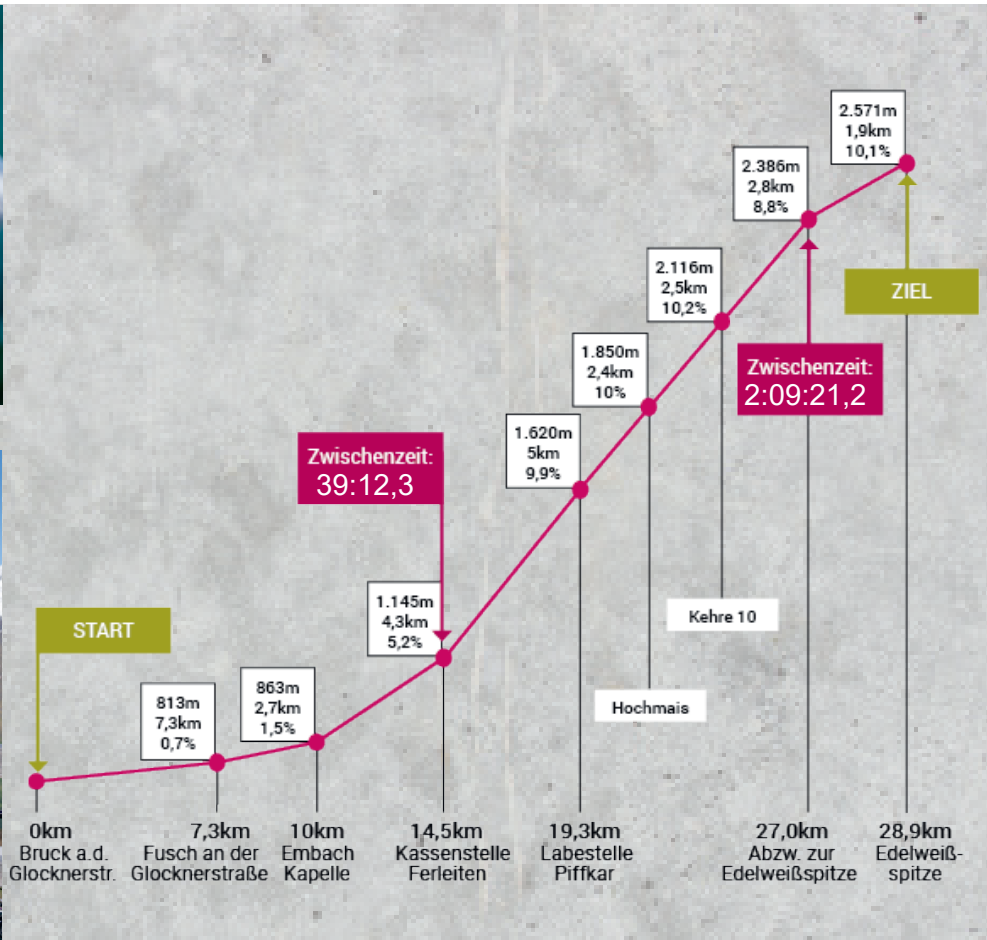 2.571m
1,9km
10,1%
2.386m
2,8km
8,8%
2.116m
2,5km
10,2%
ZIEL
1.850m
2,4km
10%
Zwischenzeit:
2:09:21,2
1.620m
5km
9,9%
Zwischenzeit:
39:12,3
1.145m
4,3km
5,2%
START
Kehre 10
813m
7,3km
0,7%
863m
2,7km
1,5%
Hochmais
0km
Bruck a.d.
Glocknerstr.
7,3km
Fusch an der
Glocknerstraße
10km
Embach
Kapelle
14,5km
Kassenstelle
Ferleiten
19,3km
Labestelle
Piffkar
27,0km
Abzw. zur
Edelweißspitze
28,9km
Edelweiß-
spitze